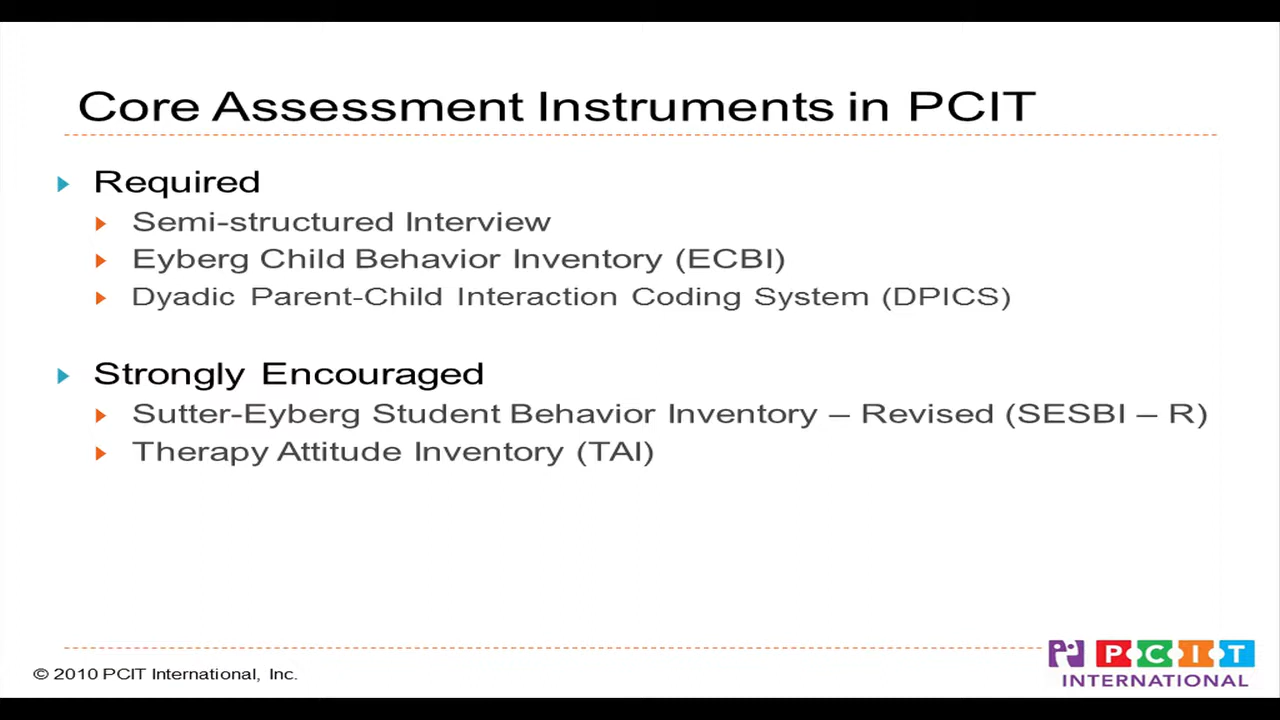 Core Assessment Instruments in PCIT
Required
Semi-structured Interview
Eyberg Child Behavior Inventory (ECBI)
Dyadic Parent-Child Interaction Coding System (DPICS)
Strongly Encouraged
Sutter-Eyberg Student Behavior Inventory – Revised (SESBI – R)
Therapy Attitude Inventory (TAI)
© 2010 PCIT International, Inc.
PCIT
INTERNATIONAL